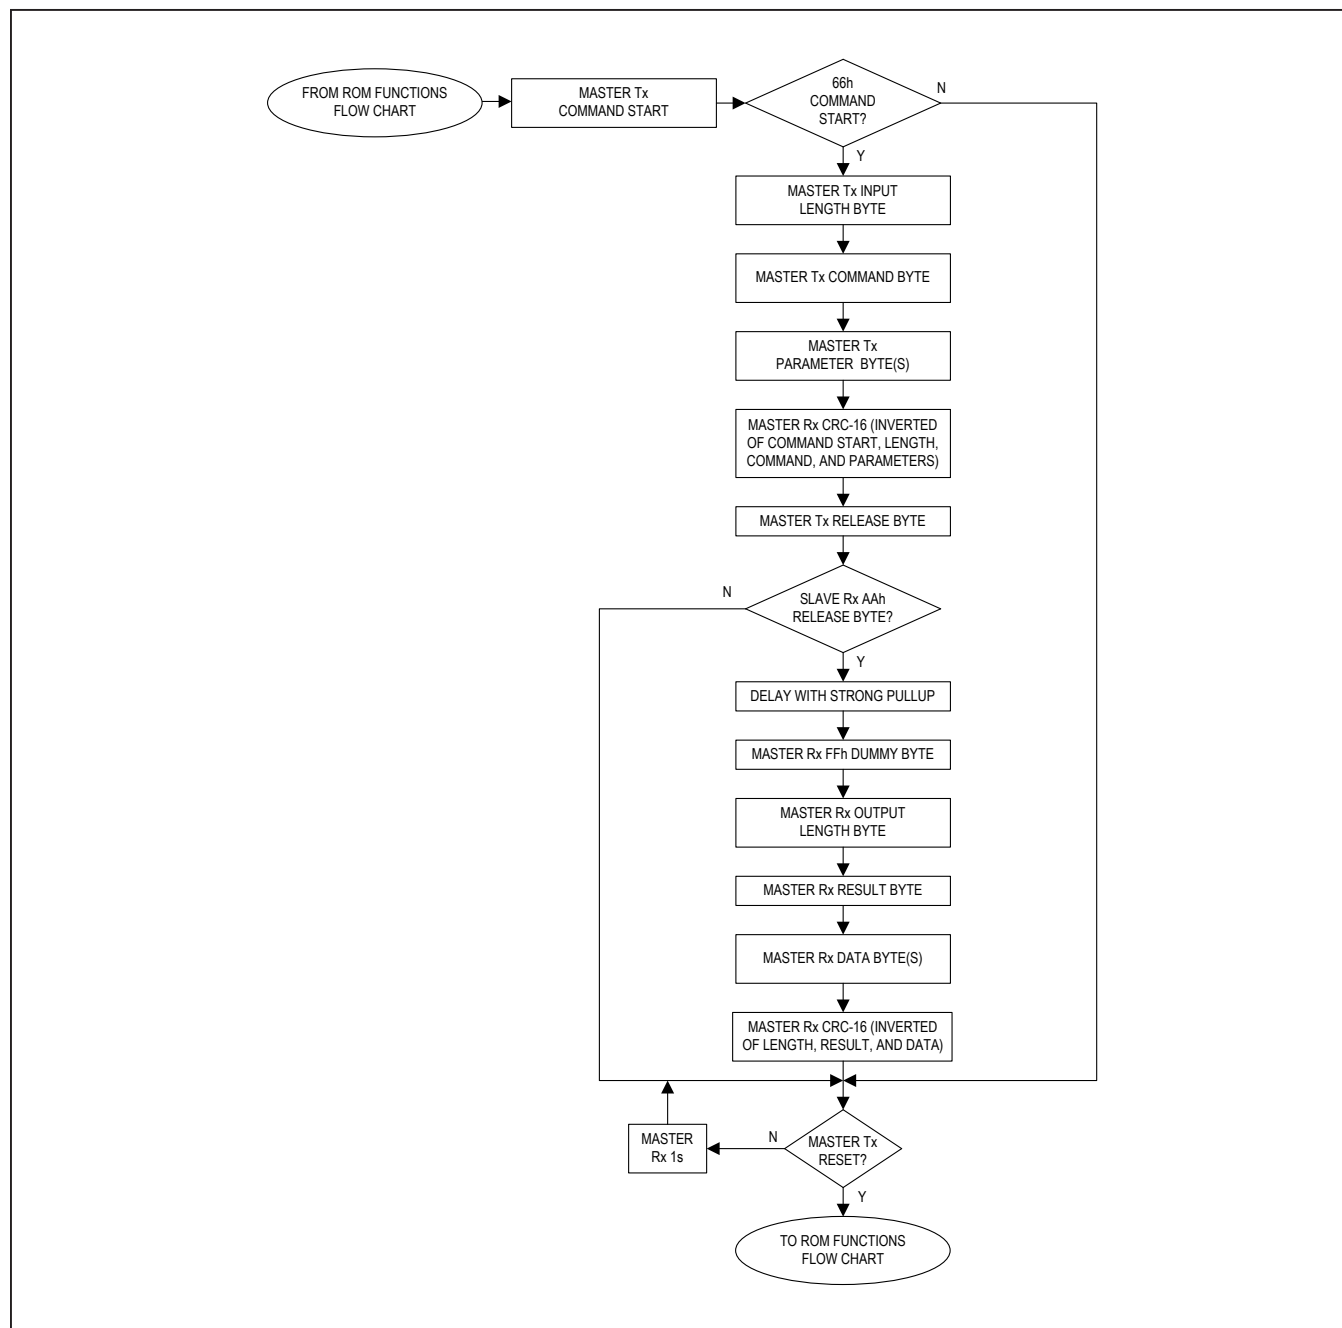 FROM ROM FUNCTIONS
FLOW CHART
MASTER Tx
COMMAND START
66h
COMMAND
START?
N
Y
MASTER Tx INPUT
LENGTH BYTE
MASTER Tx COMMAND BYTE
MASTER Tx
PARAMETER BYTE(S)
MASTER Rx CRC-16 (INVERTED
OF COMMAND START, LENGTH,
COMMAND, AND PARAMETERS)
MASTER Tx RELEASE BYTE
N
SLAVE Rx AAh
RELEASE BYTE?
Y
DELAY WITH STRONG PULLUP
MASTER Rx FFh DUMMY BYTE
MASTER Rx OUTPUT
LENGTH BYTE
MASTER Rx RESULT BYTE
MASTER Rx DATA BYTE(S)
MASTER Rx CRC-16 (INVERTED
OF LENGTH, RESULT, AND DATA)
MASTER
Rx 1s
N
MASTER Tx
RESET?
Y
TO ROM FUNCTIONS
FLOW CHART